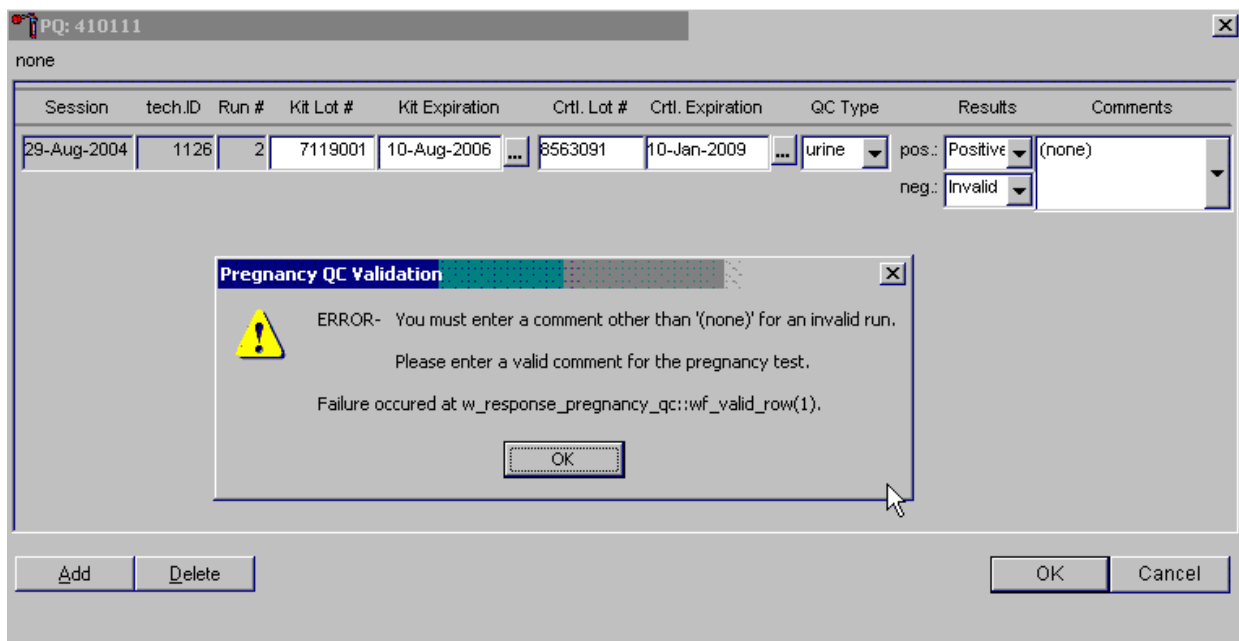 PQ: 410111
none
Session tech.ID Run # Kit Lot # Kit Expiration Crtl. Lot # Crtl. Expiration QC Type Results Comments
29-Aug-2004 1126 2 7119001 10-Aug-2006 ... 8563091 10-Jan-2009 ... urine pos.: Positive (none)
neg.: Invalid
Pregnancy QC Validation
ERROR- You must enter a comment other than '(none)' for an invalid run.
Please enter a valid comment for the pregnancy test.
Failure occured at w_response_pregnancy_qc::wf_valid_row(1).
OK
Add Delete OK Cancel